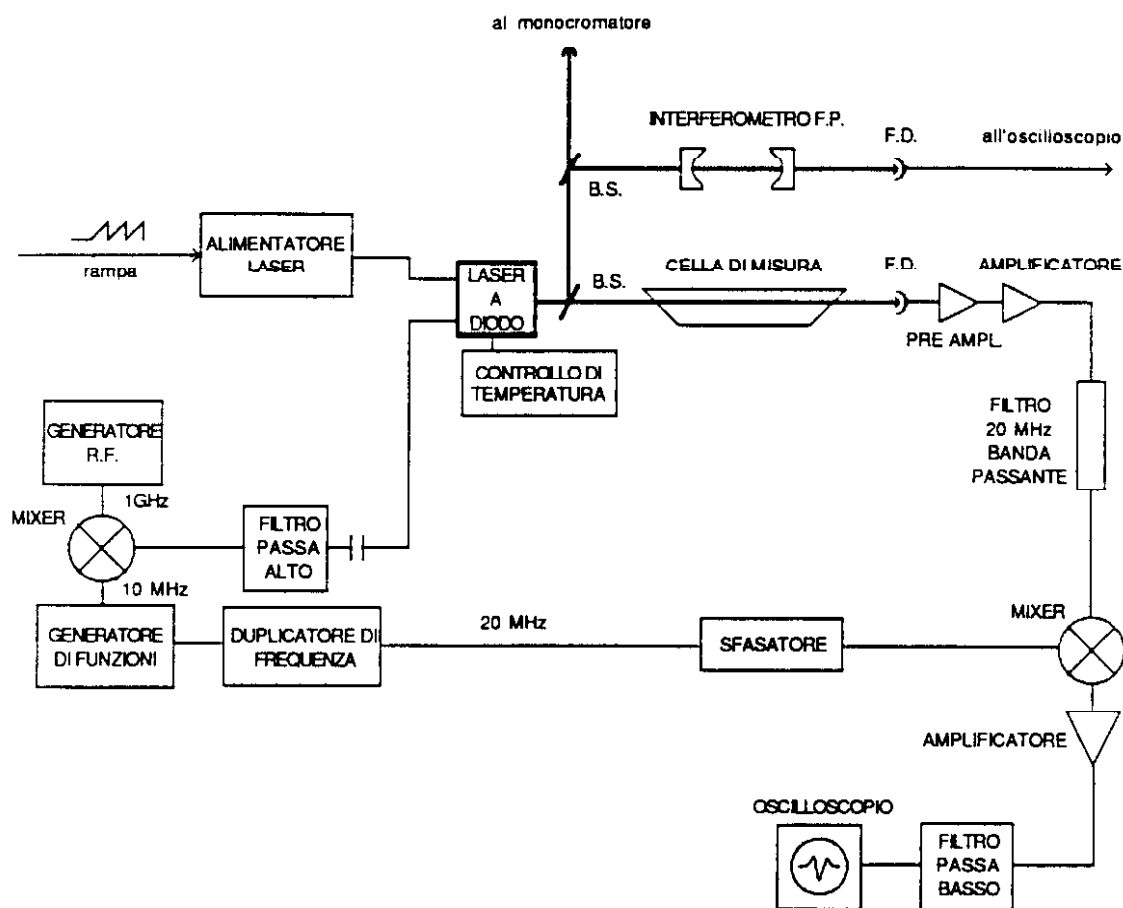 al monocromatore
INTERFEROMETRO F.P.
F.D.
all'oscilloscopio
B.S.
rampa
ALIMENTATORE
LASER
LASER
A
DIODO
B.S.
CELLA DI MISURA
F.D.
AMPLIFICATORE
PRE AMPL.
CONTROLLO DI
TEMPERATURA
FILTRO
20 MHz
BANDA
PASSANTE
GENERATORE
R.F.
1GHz
MIXER
FILTRO
PASSA
ALTO
10 MHz
GENERATORE
DI FUNZIONI
DUPLICATORE DI
FREQUENZA
20 MHz
SFASATORE
MIXER
AMPLIFICATORE
OSCILLOSCOPIO
FILTRO
PASSA
BASSO